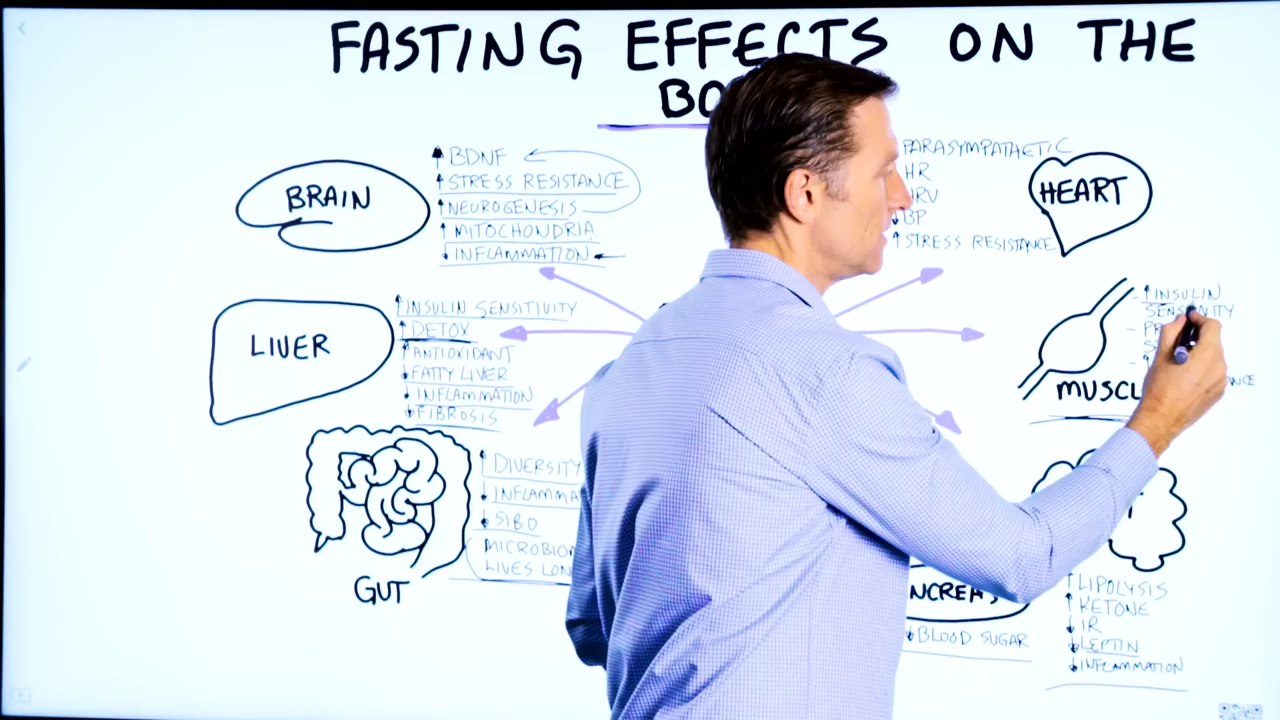 FASTING EFFECTS ON THE
BO
BRAIN
↑ BDNF
↑ STRESS RESISTANCE
↑ NEUROGENESIS
↑ MITOCHONDRIA
↓ INFLAMMATION
PARASYMPATHETIC
HR
HRV
↓ BP
↑ STRESS RESISTANCE
HEART
LIVER
↑ INSULIN SENSITIVITY
↑ DETOX
↑ ANTIOXIDANT
↓ FATTY LIVER
↓ INFLAMMATION
↓ FIBROSIS
- ↑ INSULIN
SENSITIVITY
MUSCL
GUT
↑ DIVERSITY
↓ INFLAMMA
↓ SIBO
MICROBIO
LIVES LON
NCREAS
↓ BLOOD SUGAR
↑ LIPOLYSIS
↑ KETONE
↓ IR
↓ LEPTIN
↓ INFLAMMATION